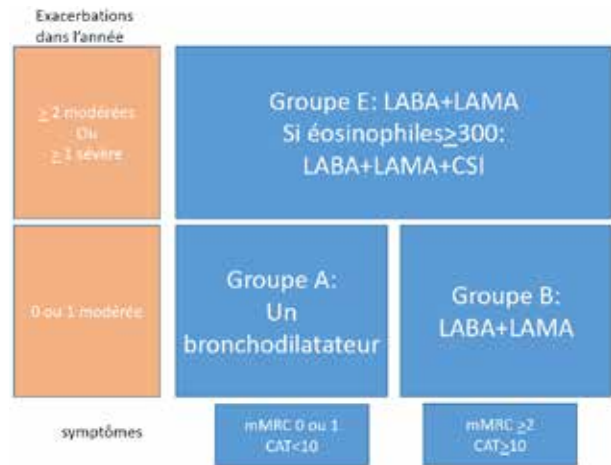 Exacerbations
dans l'année
≥ 2 modérées
Ou
≥ 1 sévère
Groupe E: LABA+LAMA
Si éosinophiles≥300:
LABA+LAMA+CSI
0 ou 1 modérée
Groupe A:
Un
bronchodilatateur
Groupe B:
LABA+LAMA
symptômes
mMRC 0 ou 1
CAT<10
mMRC ≥2
CAT≥10